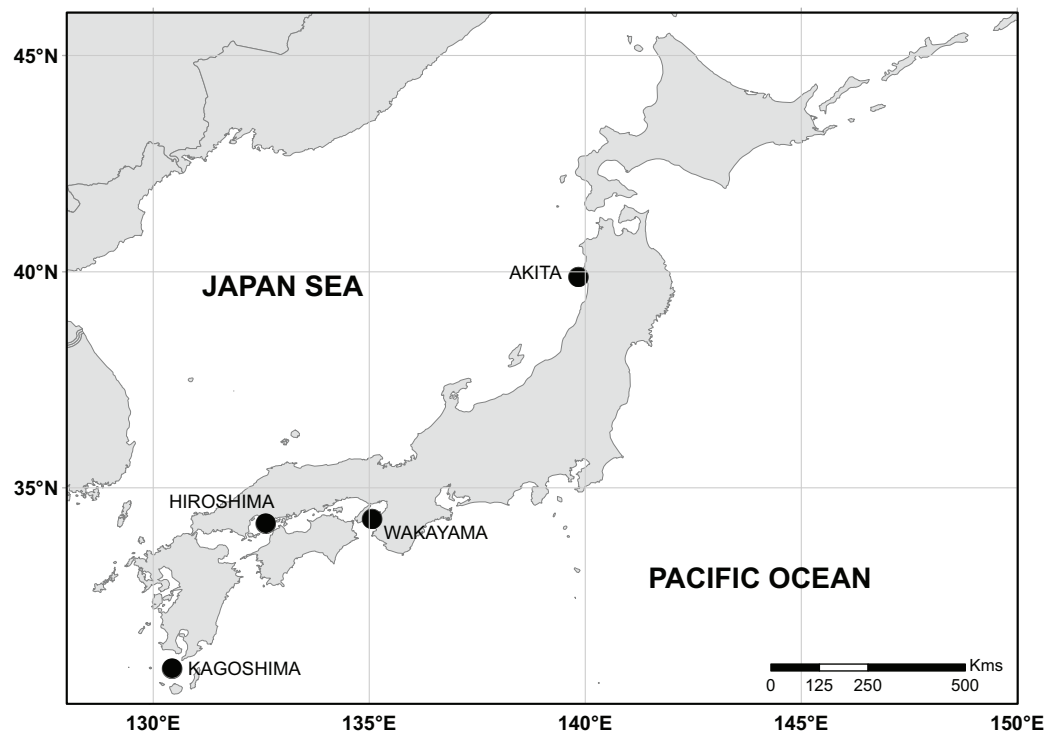 45°N
40°N
AKITA
JAPAN SEA
35°N
HIROSHIMA
WAKAYAMA
PACIFIC OCEAN
KAGOSHIMA
Kms
0 125 250 500
130°E 135°E 140°E 145°E 150°E